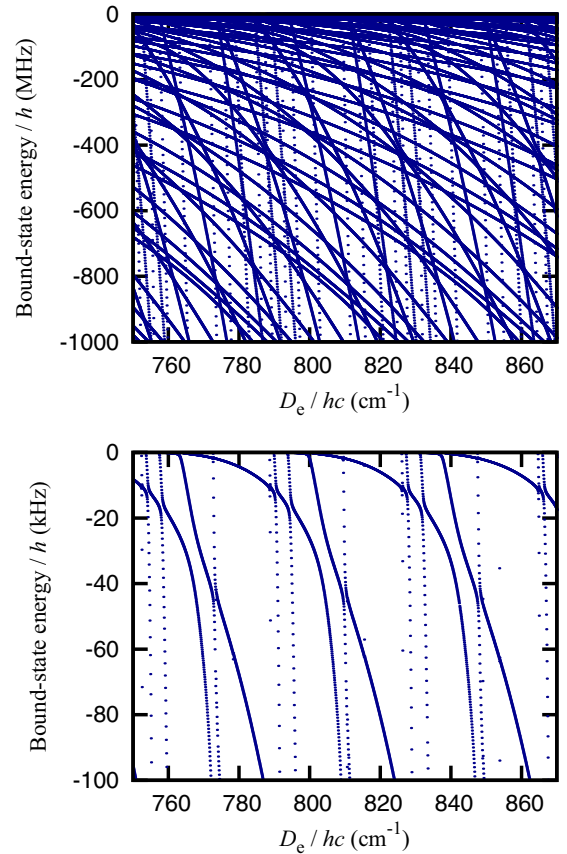 0
-200
-400
-600
-800
-1000
Bound-state energy / h (MHz)
760 780 800 820 840 860
D_e / hc (cm^-1)
0
-20
-40
-60
-80
-100
Bound-state energy / h (kHz)
760 780 800 820 840 860
D_e / hc (cm^-1)